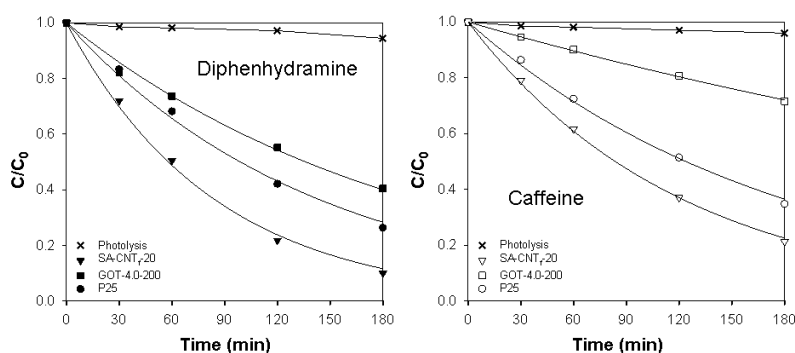 Diphenhydramine
C/C0
1.0
0.8
0.6
0.4
0.2
0.0
Photolysis
SA-CNTr-20
GOT-4.0-200
P25
0 30 60 90 120 150 180
Time (min)
Caffeine
C/C0
1.0
0.8
0.6
0.4
0.2
0.0
Photolysis
SA-CNTr-20
GOT-4.0-200
P25
0 30 60 90 120 150 180
Time (min)